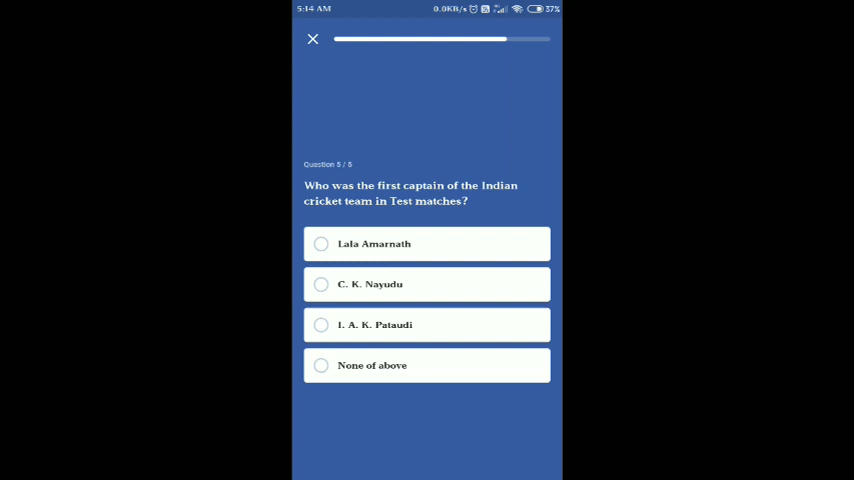 5:14 AM 0.0KB/s 37%
Question 5 / 5
Who was the first captain of the Indian
cricket team in Test matches?
Lala Amarnath
C. K. Nayudu
I. A. K. Pataudi
None of above